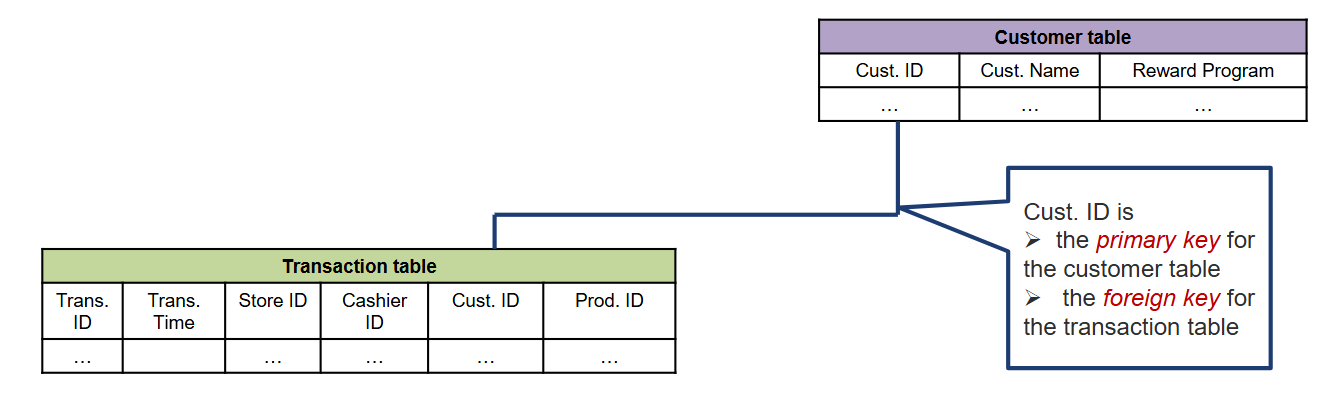 Customer table
Cust. ID Cust. Name Reward Program
... ... ...
Cust. ID is
➢ the primary key for
the customer table
➢ the foreign key for
the transaction table
Transaction table
Trans. ID Trans. Time Store ID Cashier ID Cust. ID Prod. ID
... ... ... ... ...